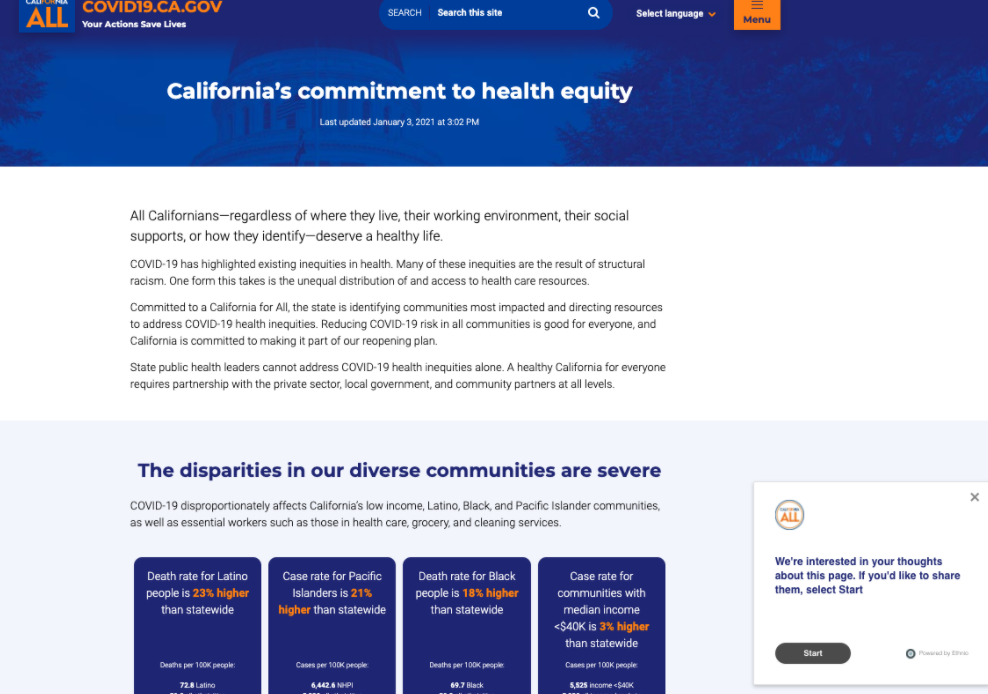 CALIFORNIA
ALL
COVID19.CA.GOV
Your Actions Save Lives
SEARCH Search this site
Select language
Menu
California's commitment to health equity
Last updated January 3, 2021 at 3:02 PM
All Californians—regardless of where they live, their working environment, their social
supports, or how they identify—deserve a healthy life.
COVID-19 has highlighted existing inequities in health. Many of these inequities are the result of structural
racism. One form this takes is the unequal distribution of and access to health care resources.
Committed to a California for All, the state is identifying communities most impacted and directing resources
to address COVID-19 health inequities. Reducing COVID-19 risk in all communities is good for everyone, and
California is committed to making it part of our reopening plan.
State public health leaders cannot address COVID-19 health inequities alone. A healthy California for everyone
requires partnership with the private sector, local government, and community partners at all levels.
The disparities in our diverse communities are severe
COVID-19 disproportionately affects California's low income, Latino, Black, and Pacific Islander communities,
as well as essential workers such as those in health care, grocery, and cleaning services.
Death rate for Latino
people is 23% higher
than statewide
Deaths per 100K people:
72.8 Latino
Case rate for Pacific
Islanders is 21%
higher than statewide
Cases per 100K people:
6,442.6 NHPI
Death rate for Black
people is 18% higher
than statewide
Deaths per 100K people:
69.7 Black
Case rate for
communities with
median income
<$40K is 3% higher
than statewide
Cases per 100K people:
5,525 income <$40K
ALL
We're interested in your thoughts
about this page. If you'd like to share
them, select Start
Start
Powered by Ethnio